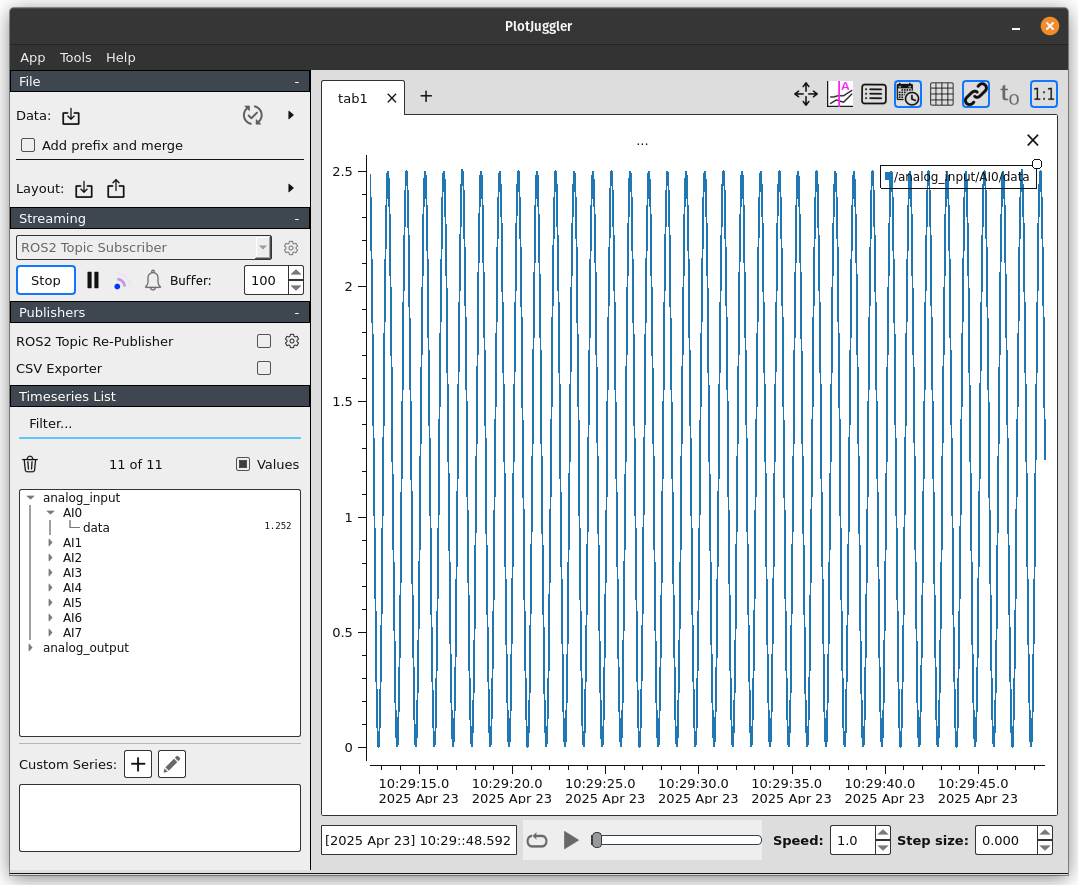 PlotJuggler
App Tools Help
File -
Data:
Add prefix and merge
Layout:
Streaming -
ROS2 Topic Subscriber
Stop Buffer: 100
Publishers -
ROS2 Topic Re-Publisher
CSV Exporter
Timeseries List
Filter...
11 of 11 Values
analog_input
AI0
data 1.252
AI1
AI2
AI3
AI4
AI5
AI6
AI7
analog_output
Custom Series:
tab1
A t0 1:1
...
/analog_input/AI0/data
2.5
2
1.5
1
0.5
0
10:29:15.0 10:29:20.0 10:29:25.0 10:29:30.0 10:29:35.0 10:29:40.0 10:29:45.0
2025 Apr 23 2025 Apr 23 2025 Apr 23 2025 Apr 23 2025 Apr 23 2025 Apr 23 2025 Apr 23
[2025 Apr 23] 10:29::48.592 Speed: 1.0 Step size: 0.000